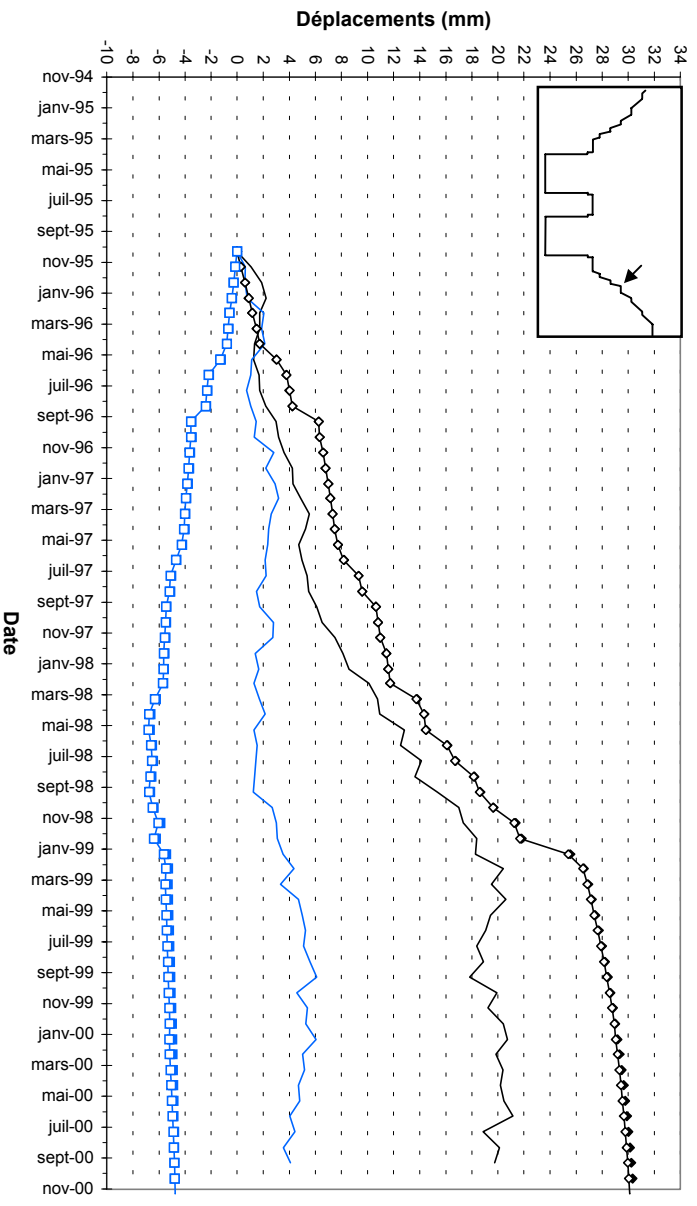 Déplacements (mm)
-10 -8 -6 -4 -2 0 2 4 6 8 10 12 14 16 18 20 22 24 26 28 30 32 34
nov-94
janv-95
mars-95
mai-95
juil-95
sept-95
nov-95
janv-96
mars-96
mai-96
juil-96
sept-96
nov-96
janv-97
mars-97
mai-97
juil-97
sept-97
nov-97
janv-98
mars-98
mai-98
juil-98
sept-98
nov-98
janv-99
mars-99
mai-99
juil-99
sept-99
nov-99
janv-00
mars-00
mai-00
juil-00
sept-00
nov-00
Date